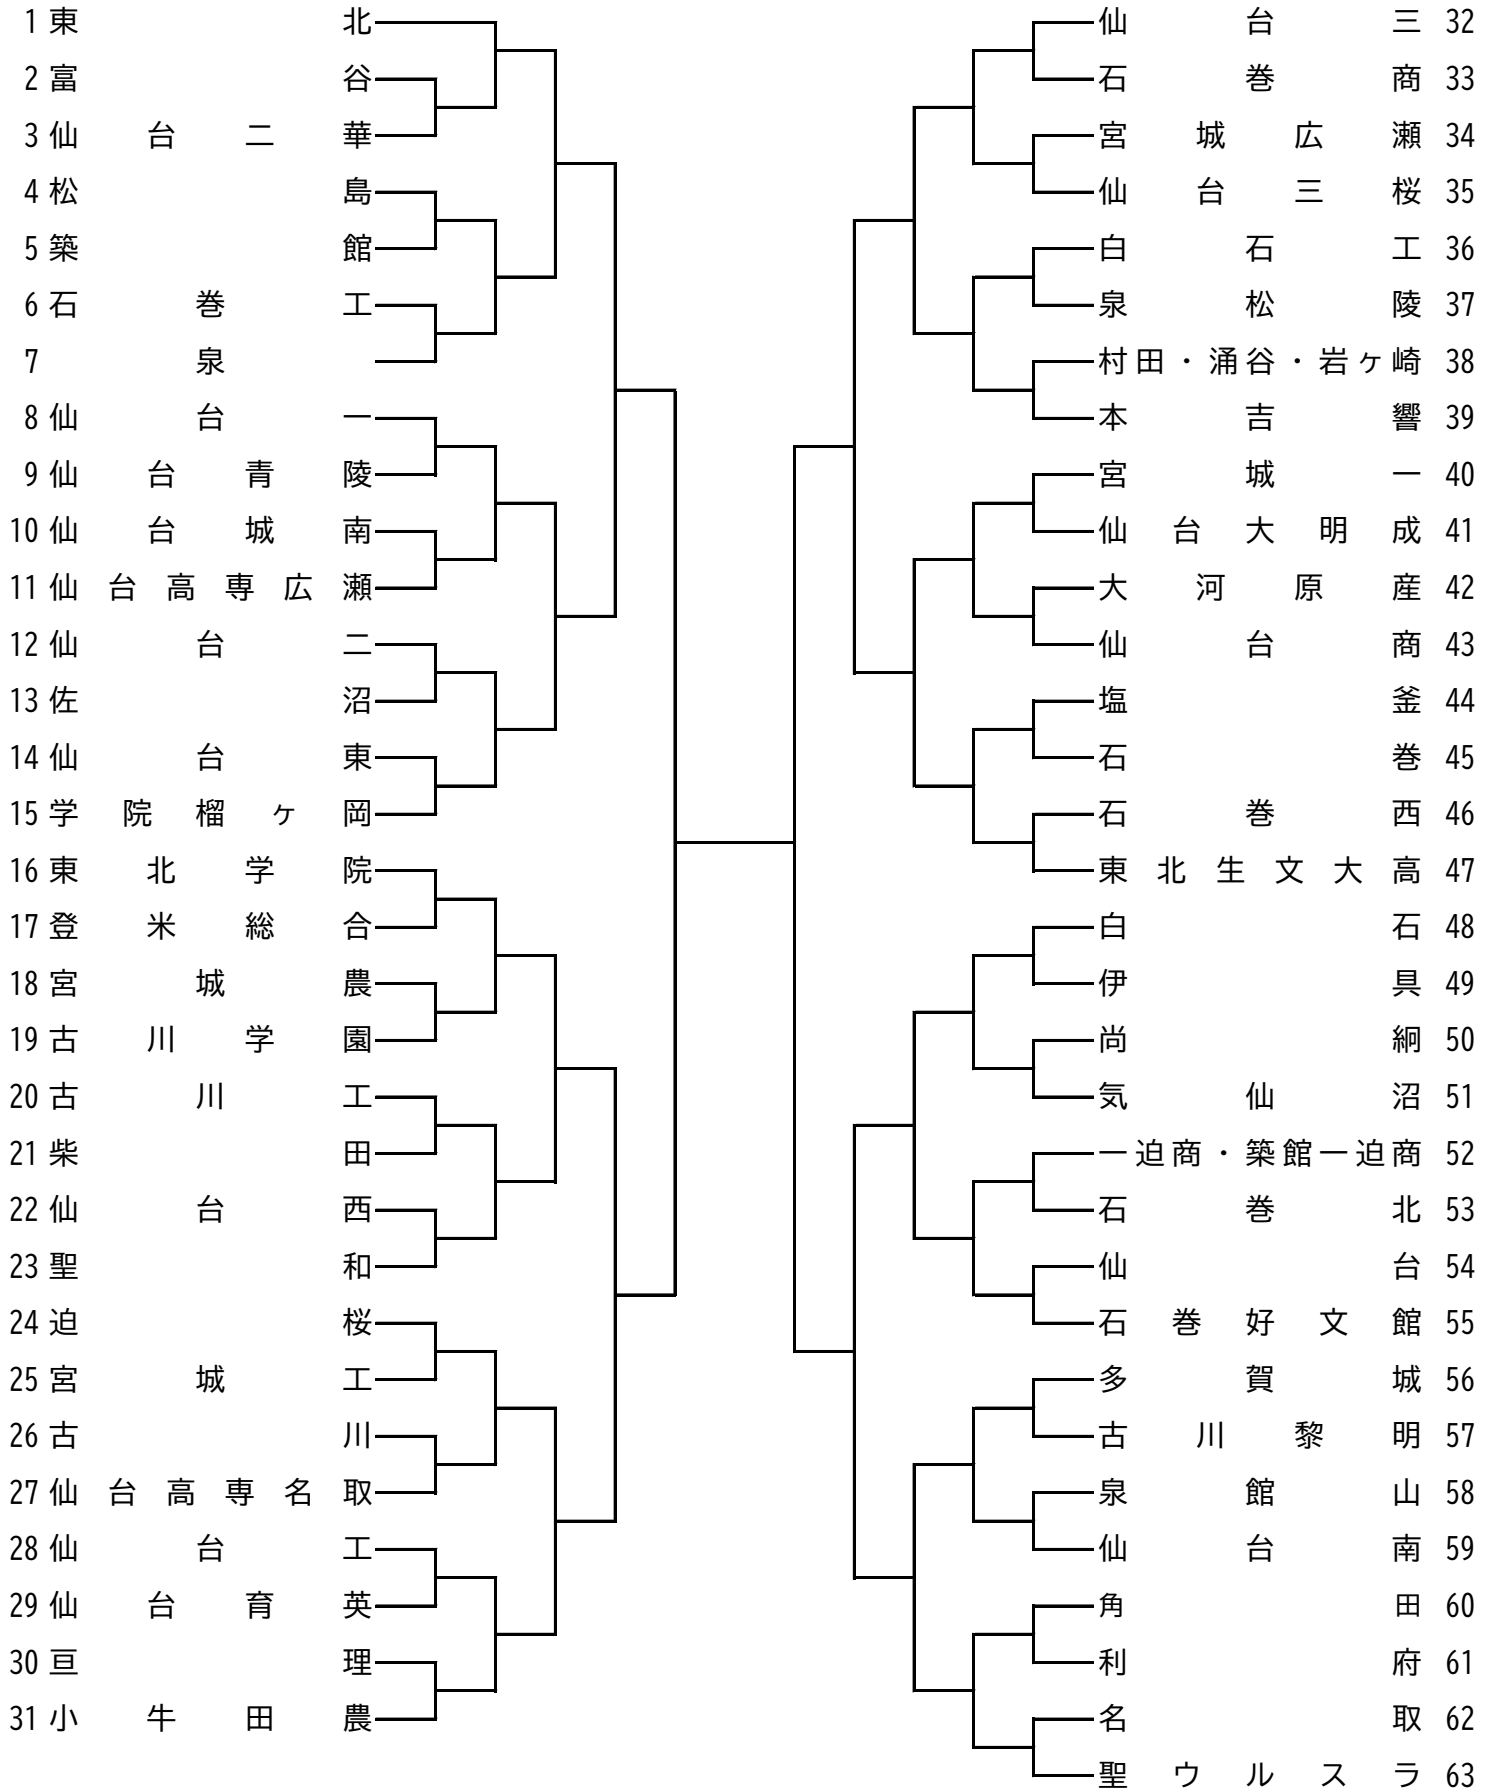 1 東北
2 富谷
3 仙台二華
4 松島
5 築館
6 石巻工
7 泉
8 仙台一
9 仙台青陵
10 仙台城南
11 仙台高専広瀬
12 仙台二
13 佐沼
14 仙台東
15 学院榴ヶ岡
16 東北学院
17 登米総合
18 宮城農
19 古川学園
20 古川工
21 柴田
22 仙台西
23 聖和
24 迫桜
25 宮城工
26 古川
27 仙台高専名取
28 仙台工
29 仙台育英
30 亘理
31 小牛田農
仙台三 32
石巻商 33
宮城広瀬 34
仙台三桜 35
白石工 36
泉松陵 37
村田・涌谷・岩ヶ崎 38
本吉響 39
宮城一 40
仙台大明成 41
大河原産 42
仙台商 43
塩釜 44
石巻 45
石巻西 46
東北生文大高 47
白石 48
伊具 49
尚絅 50
気仙沼 51
一迫商・築館一迫商 52
石巻北 53
仙台 54
石巻好文館 55
多賀城 56
古川黎明 57
泉館山 58
仙台南 59
角田 60
利府 61
名取 62
聖ウルスラ 63